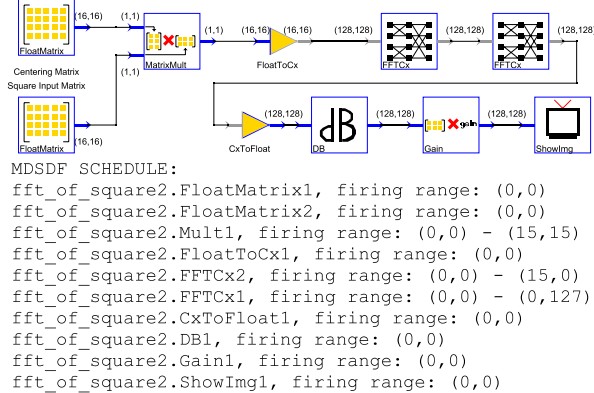 (16,16) (1,1) (1,1) (16,16) (16,16) (128,128) (128,128) (128,128)
FloatMatrix MatrixMult FloatToCx FFTCx FFTCx
(1,1)
Centering Matrix
Square Input Matrix
(16,16)
FloatMatrix
(128,128) (128,128) (128,128)
dB gain
CxToFloat DB Gain ShowImg
MDSDF SCHEDULE:
fft_of_square2.FloatMatrix1, firing range: (0,0)
fft_of_square2.FloatMatrix2, firing range: (0,0)
fft_of_square2.Mult1, firing range: (0,0) - (15,15)
fft_of_square2.FloatToCx1, firing range: (0,0)
fft_of_square2.FFTCx2, firing range: (0,0) - (15,0)
fft_of_square2.FFTCx1, firing range: (0,0) - (0,127)
fft_of_square2.CxToFloat1, firing range: (0,0)
fft_of_square2.DB1, firing range: (0,0)
fft_of_square2.Gain1, firing range: (0,0)
fft_of_square2.ShowImg1, firing range: (0,0)